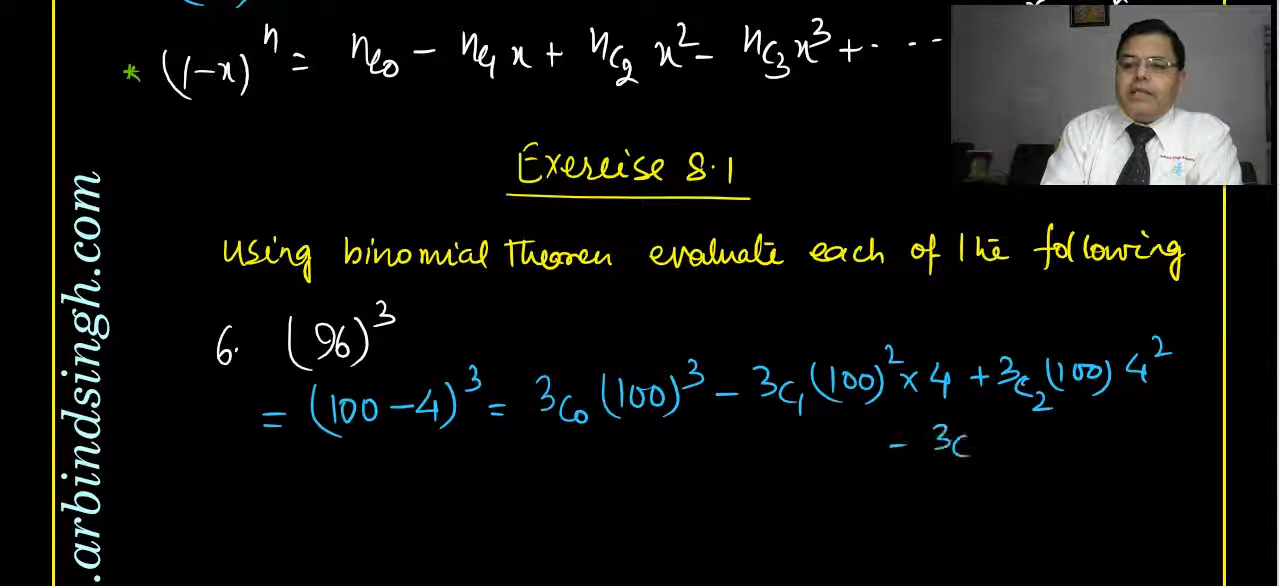 (1-x)^n = nC0 - nC1 x + nC2 x^2 - nC3 x^3 + ....
Exercise 8.1
Using binomial Theoren evaluate each of The following
6. (96)^3
= (100-4)^3 = 3C0 (100)^3 - 3C1 (100)^2 × 4 + 3C2 (100) 4^2
- 3C
.arbindsingh.com